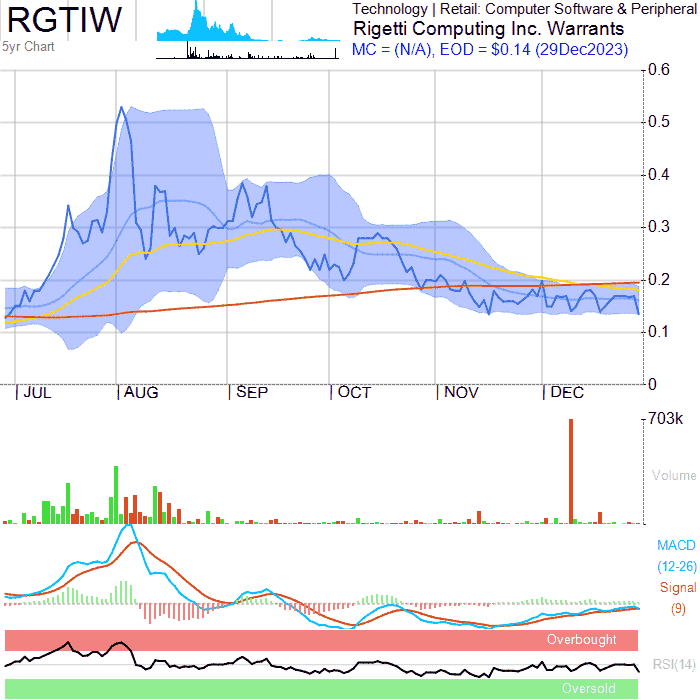 RGTIW
5yr Chart
Technology | Retail: Computer Software & Peripheral
Rigetti Computing Inc. Warrants
MC = (N/A), EOD = $0.14 (29Dec2023)
0.6
0.5
0.4
0.3
0.2
0.1
0
JUL AUG SEP OCT NOV DEC
703k
Volume
MACD
(12-26)
Signal
(9)
Overbought
RSI(14)
Oversold